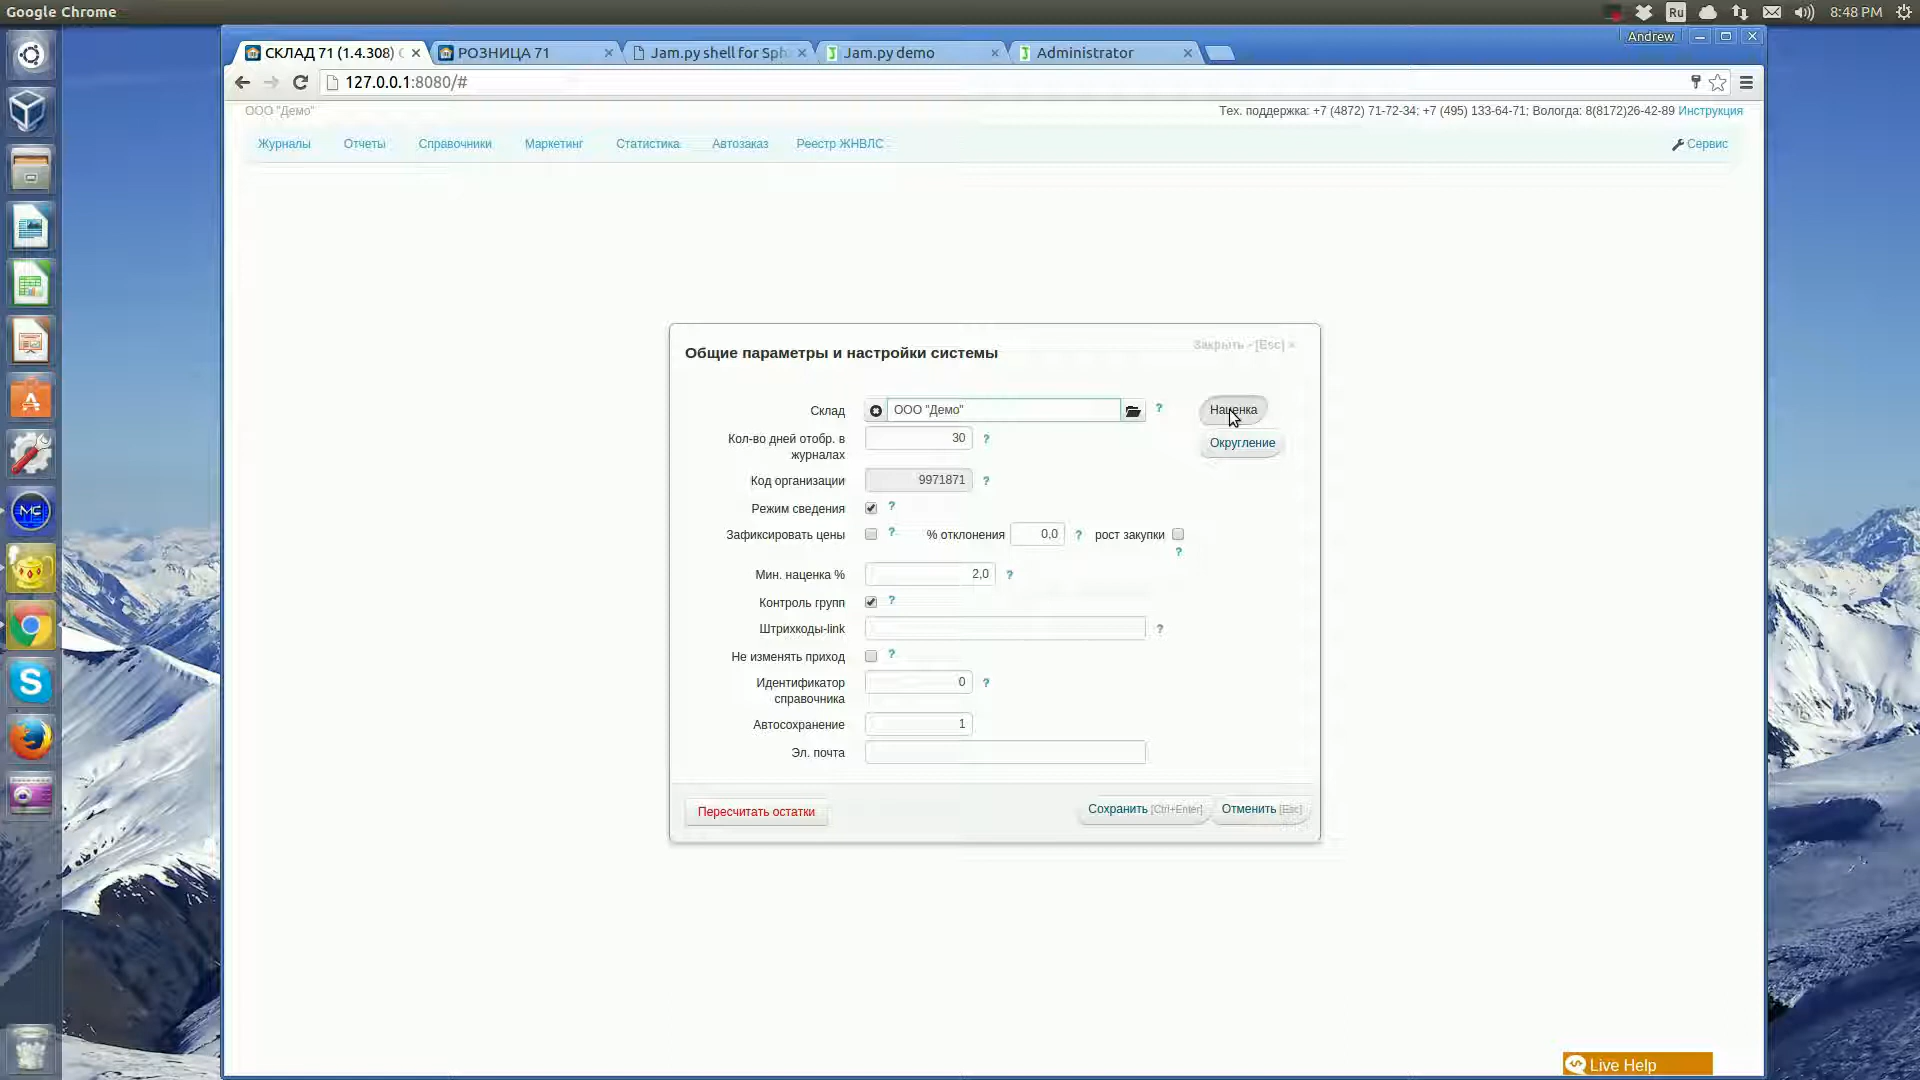 Google Chrome
Ru
8:48 PM
Andrew
СКЛАД 71 (1.4.308)
РОЗНИЦА 71
Jam.py shell for Sph
Jam.py demo
Administrator
127.0.0.1:8080/#
ООО "Демо"
Тех. поддержка: +7 (4872) 71-72-34; +7 (495) 133-64-71; Вологда: 8(8172)26-42-89 Инструкция
Журналы Отчеты Справочники Маркетинг Статистика Автозаказ Реестр ЖНВЛС Сервис
Общие параметры и настройки системы
Закрыть - [Esc] ×
Склад ООО "Демо" ? Наценка
Кол-во дней отобр. в журналах 30 ? Округление
Код организации 9971871 ?
Режим сведения ?
Зафиксировать цены ? % отклонения 0,0 ? рост закупки ?
Мин. наценка % 2,0 ?
Контроль групп ?
Штрихкоды-link ?
Не изменять приход ?
Идентификатор справочника 0 ?
Автосохранение 1
Эл. почта
Пересчитать остатки Сохранить [Ctrl+Enter] Отменить [Esc]
Live Help